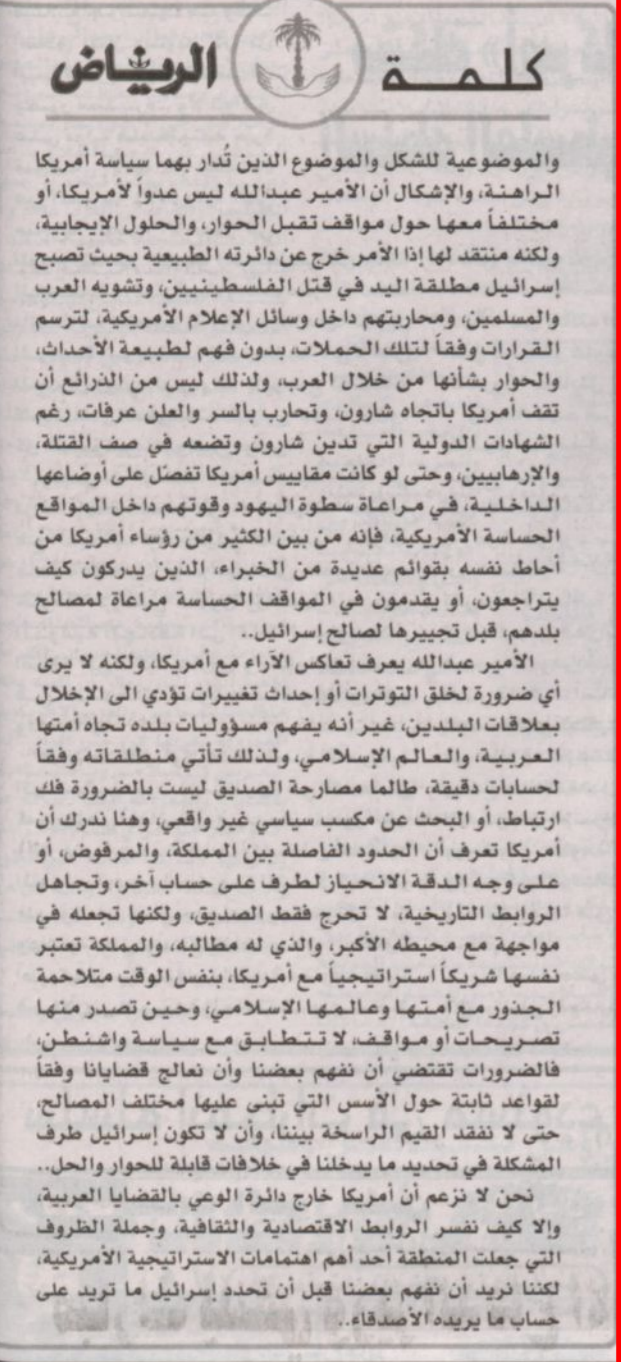 كلمة الرياض
والموضوعية للشكل والموضوع الذين تُدار بهما سياسة أمريكا
الراهنة، والإشكال أن الأمير عبدالله ليس عدواً لأمريكا، أو
مختلفاً معها حول مواقف تقبل الحوار، والحلول الإيجابية،
ولكنه منتقد لها إذا الأمر خرج عن دائرته الطبيعية بحيث تصبح
إسرائيل مطلقة اليد في قتل الفلسطينيين، وتشويه العرب
والمسلمين، ومحاربتهم داخل وسائل الإعلام الأمريكية، لترسم
القرارات وفقاً لتلك الحملات، بدون فهم لطبيعة الأحداث،
والحوار بشأنها من خلال العرب، ولذلك ليس من الذرائع أن
تقف أمريكا باتجاه شارون، وتحارب بالسر والعلن عرفات، رغم
الشهادات الدولية التي تدين شارون وتضعه في صف القتلة،
والإرهابيين، وحتى لو كانت مقاييس أمريكا تفصّل على أوضاعها
الداخلية، في مراعاة سطوة اليهود وقوتهم داخل المواقع
الحساسة الأمريكية، فإنه من بين الكثير من رؤساء أمريكا من
أحاط نفسه بقوائم عديدة من الخبراء، الذين يدركون كيف
يتراجعون، أو يقدمون في المواقف الحساسة مراعاة لمصالح
بلدهم، قبل تجييرها لصالح إسرائيل..
الأمير عبدالله يعرف تعاكس الآراء مع أمريكا، ولكنه لا يرى
أي ضرورة لخلق التوترات أو إحداث تغييرات تؤدي الى الإخلال
بعلاقات البلدين، غير أنه يفهم مسؤوليات بلده تجاه أمتها
العربية، والعالم الإسلامي، ولذلك تأتي منطلقاته وفقاً
لحسابات دقيقة، طالما مصارحة الصديق ليست بالضرورة فك
ارتباط، أو البحث عن مكسب سياسي غير واقعي، وهنا ندرك أن
أمريكا تعرف أن الحدود الفاصلة بين المملكة، والمرفوض، أو
على وجه الدقة الانحياز لطرف على حساب آخر، وتجاهل
الروابط التاريخية، لا تحرج فقط الصديق، ولكنها تجعله في
مواجهة مع محيطه الأكبر، والذي له مطالبه، والمملكة تعتبر
نفسها شريكاً استراتيجياً مع أمريكا، بنفس الوقت متلاحمة
الجذور مع أمتها وعالمها الإسلامي، وحين تصدر منها
تصريحات أو مواقف، لا تتطابق مع سياسة واشنطن،
فالضرورات تقتضي أن نفهم بعضنا وأن نعالج قضايانا وفقاً
لقواعد ثابتة حول الأسس التي تبنى عليها مختلف المصالح،
حتى لا نفقد القيم الراسخة بيننا، وأن لا تكون إسرائيل طرف
المشكلة في تحديد ما يدخلنا في خلافات قابلة للحوار والحل..
نحن لا نزعم أن أمريكا خارج دائرة الوعي بالقضايا العربية،
وإلا كيف نفسر الروابط الاقتصادية والثقافية، وجملة الظروف
التي جعلت المنطقة أحد أهم اهتمامات الاستراتيجية الأمريكية،
لكننا نريد أن نفهم بعضنا قبل أن تحدد إسرائيل ما تريد على
حساب ما يريده الأصدقاء..